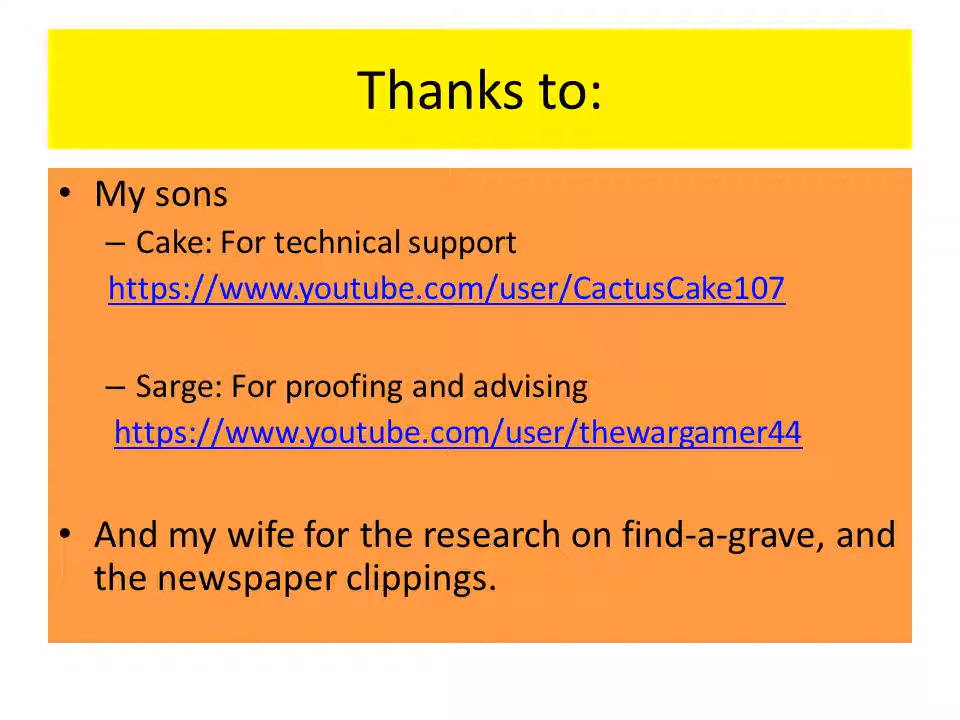 Thanks to:
• My sons
– Cake: For technical support
https://www.youtube.com/user/CactusCake107
– Sarge: For proofing and advising
https://www.youtube.com/user/thewargamer44
• And my wife for the research on find-a-grave, and
the newspaper clippings.